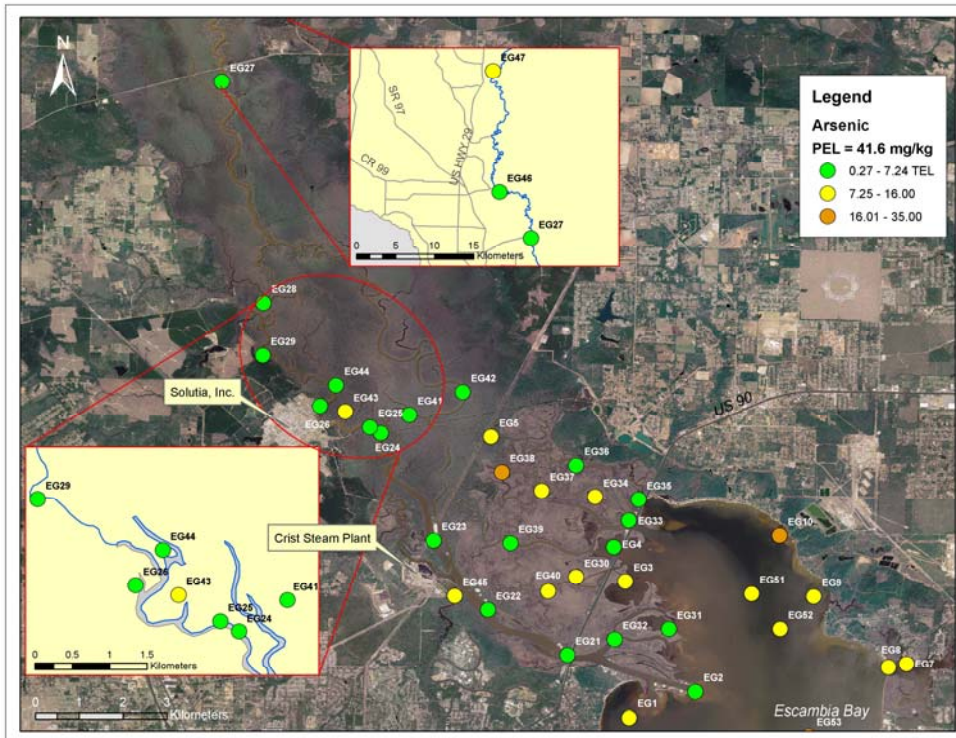 N
EG27
EG47
SR 97
US HWY 29
CR 99
EG46
EG27
0 5 10 15
Kilometers
Legend
Arsenic
PEL = 41.6 mg/kg
0.27 - 7.24 TEL
7.25 - 16.00
16.01 - 35.00
EG28
EG29
EG44
EG42
Solutia, Inc.
EG43
EG25
EG41
EG26
EG24
US 90
EG5
EG38
EG36
EG37
EG34
EG35
EG33
EG10
EG23
EG39
EG4
Crist Steam Plant
EG30
EG3
EG40
EG45
EG22
EG51
EG9
EG52
EG31
EG32
EG21
EG8
EG7
EG2
EG1
Escambia Bay
EG53
EG29
EG44
EG26
EG43
EG41
EG25
EG24
0 0.5 1 1.5
Kilometers
0 1 2 3 4
Kilometers